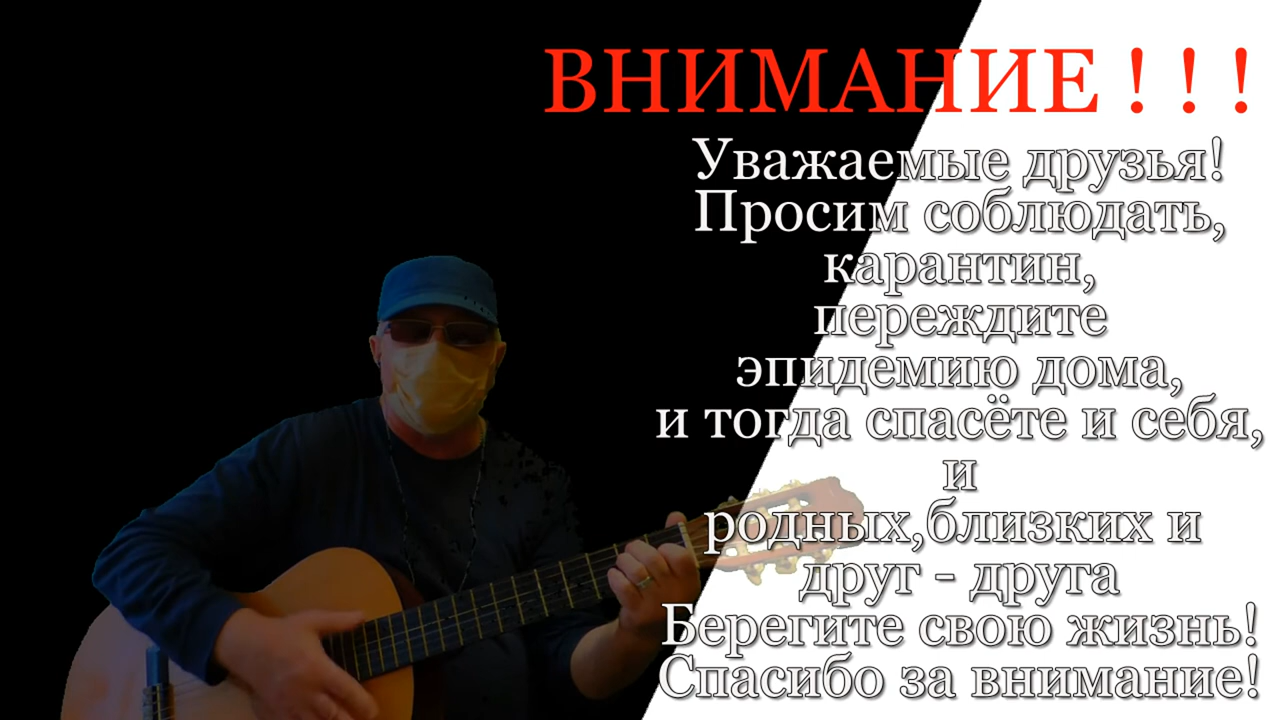 ВНИМАНИЕ ! ! !
Уважаемые друзья!
Просим соблюдать,
карантин,
переждите
эпидемию дома,
и тогда спасёте и себя,
и
родных,близких и
друг - друга
Берегите свою жизнь!
Спасибо за внимание!